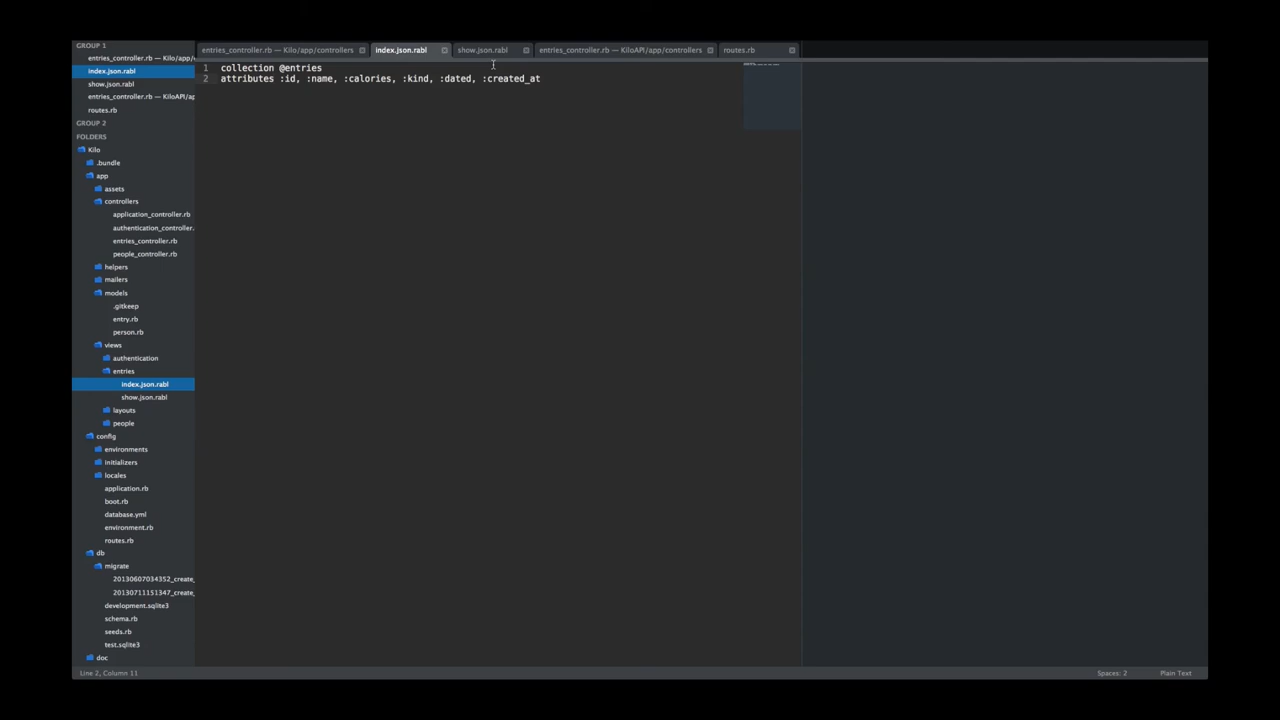 GROUP 1
entries_controller.rb — Kilo/app/
index.json.rabl
show.json.rabl
entries_controller.rb — KiloAPI/ap
routes.rb
GROUP 2
FOLDERS
Kilo
.bundle
app
assets
controllers
application_controller.rb
authentication_controller.
entries_controller.rb
people_controller.rb
helpers
mailers
models
.gitkeep
entry.rb
person.rb
views
authentication
entries
index.json.rabl
show.json.rabl
layouts
people
config
environments
initializers
locales
application.rb
boot.rb
database.yml
environment.rb
routes.rb
db
migrate
20130607034352_create_
20130711151347_create_
development.sqlite3
schema.rb
seeds.rb
test.sqlite3
doc
entries_controller.rb — Kilo/app/controllers
index.json.rabl
show.json.rabl
entries_controller.rb — KiloAPI/app/controllers
routes.rb
1 collection @entries
2 attributes :id, :name, :calories, :kind, :dated, :created_at
Line 2, Column 11
Spaces: 2
Plain Text